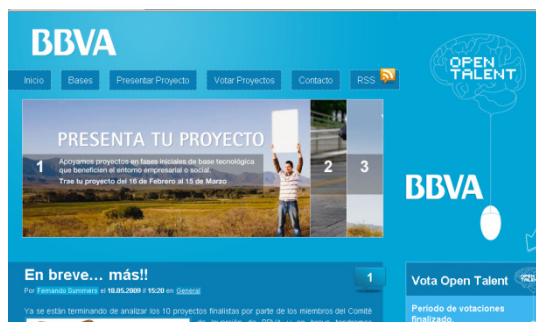 BBVA
Inicio Bases Presentar Proyecto Votar Proyectos Contacto RSS
OPEN
TALENT
PRESENTA TU PROYECTO
1 Apoyamos proyectos en fases iniciales de base tecnológica
que beneficien el entorno empresarial o social.
Trae tu proyecto del 16 de Febrero al 15 de Marzo
2 3
BBVA
En breve... más!!
1
Por Fernando Summers el 18.05.2009 // 15:20 en General
Vota Open Talent
Ya se están terminando de analizar los 10 proyectos finalistas por parte de los miembros del Comité
Periodo de votaciones
finalizado.